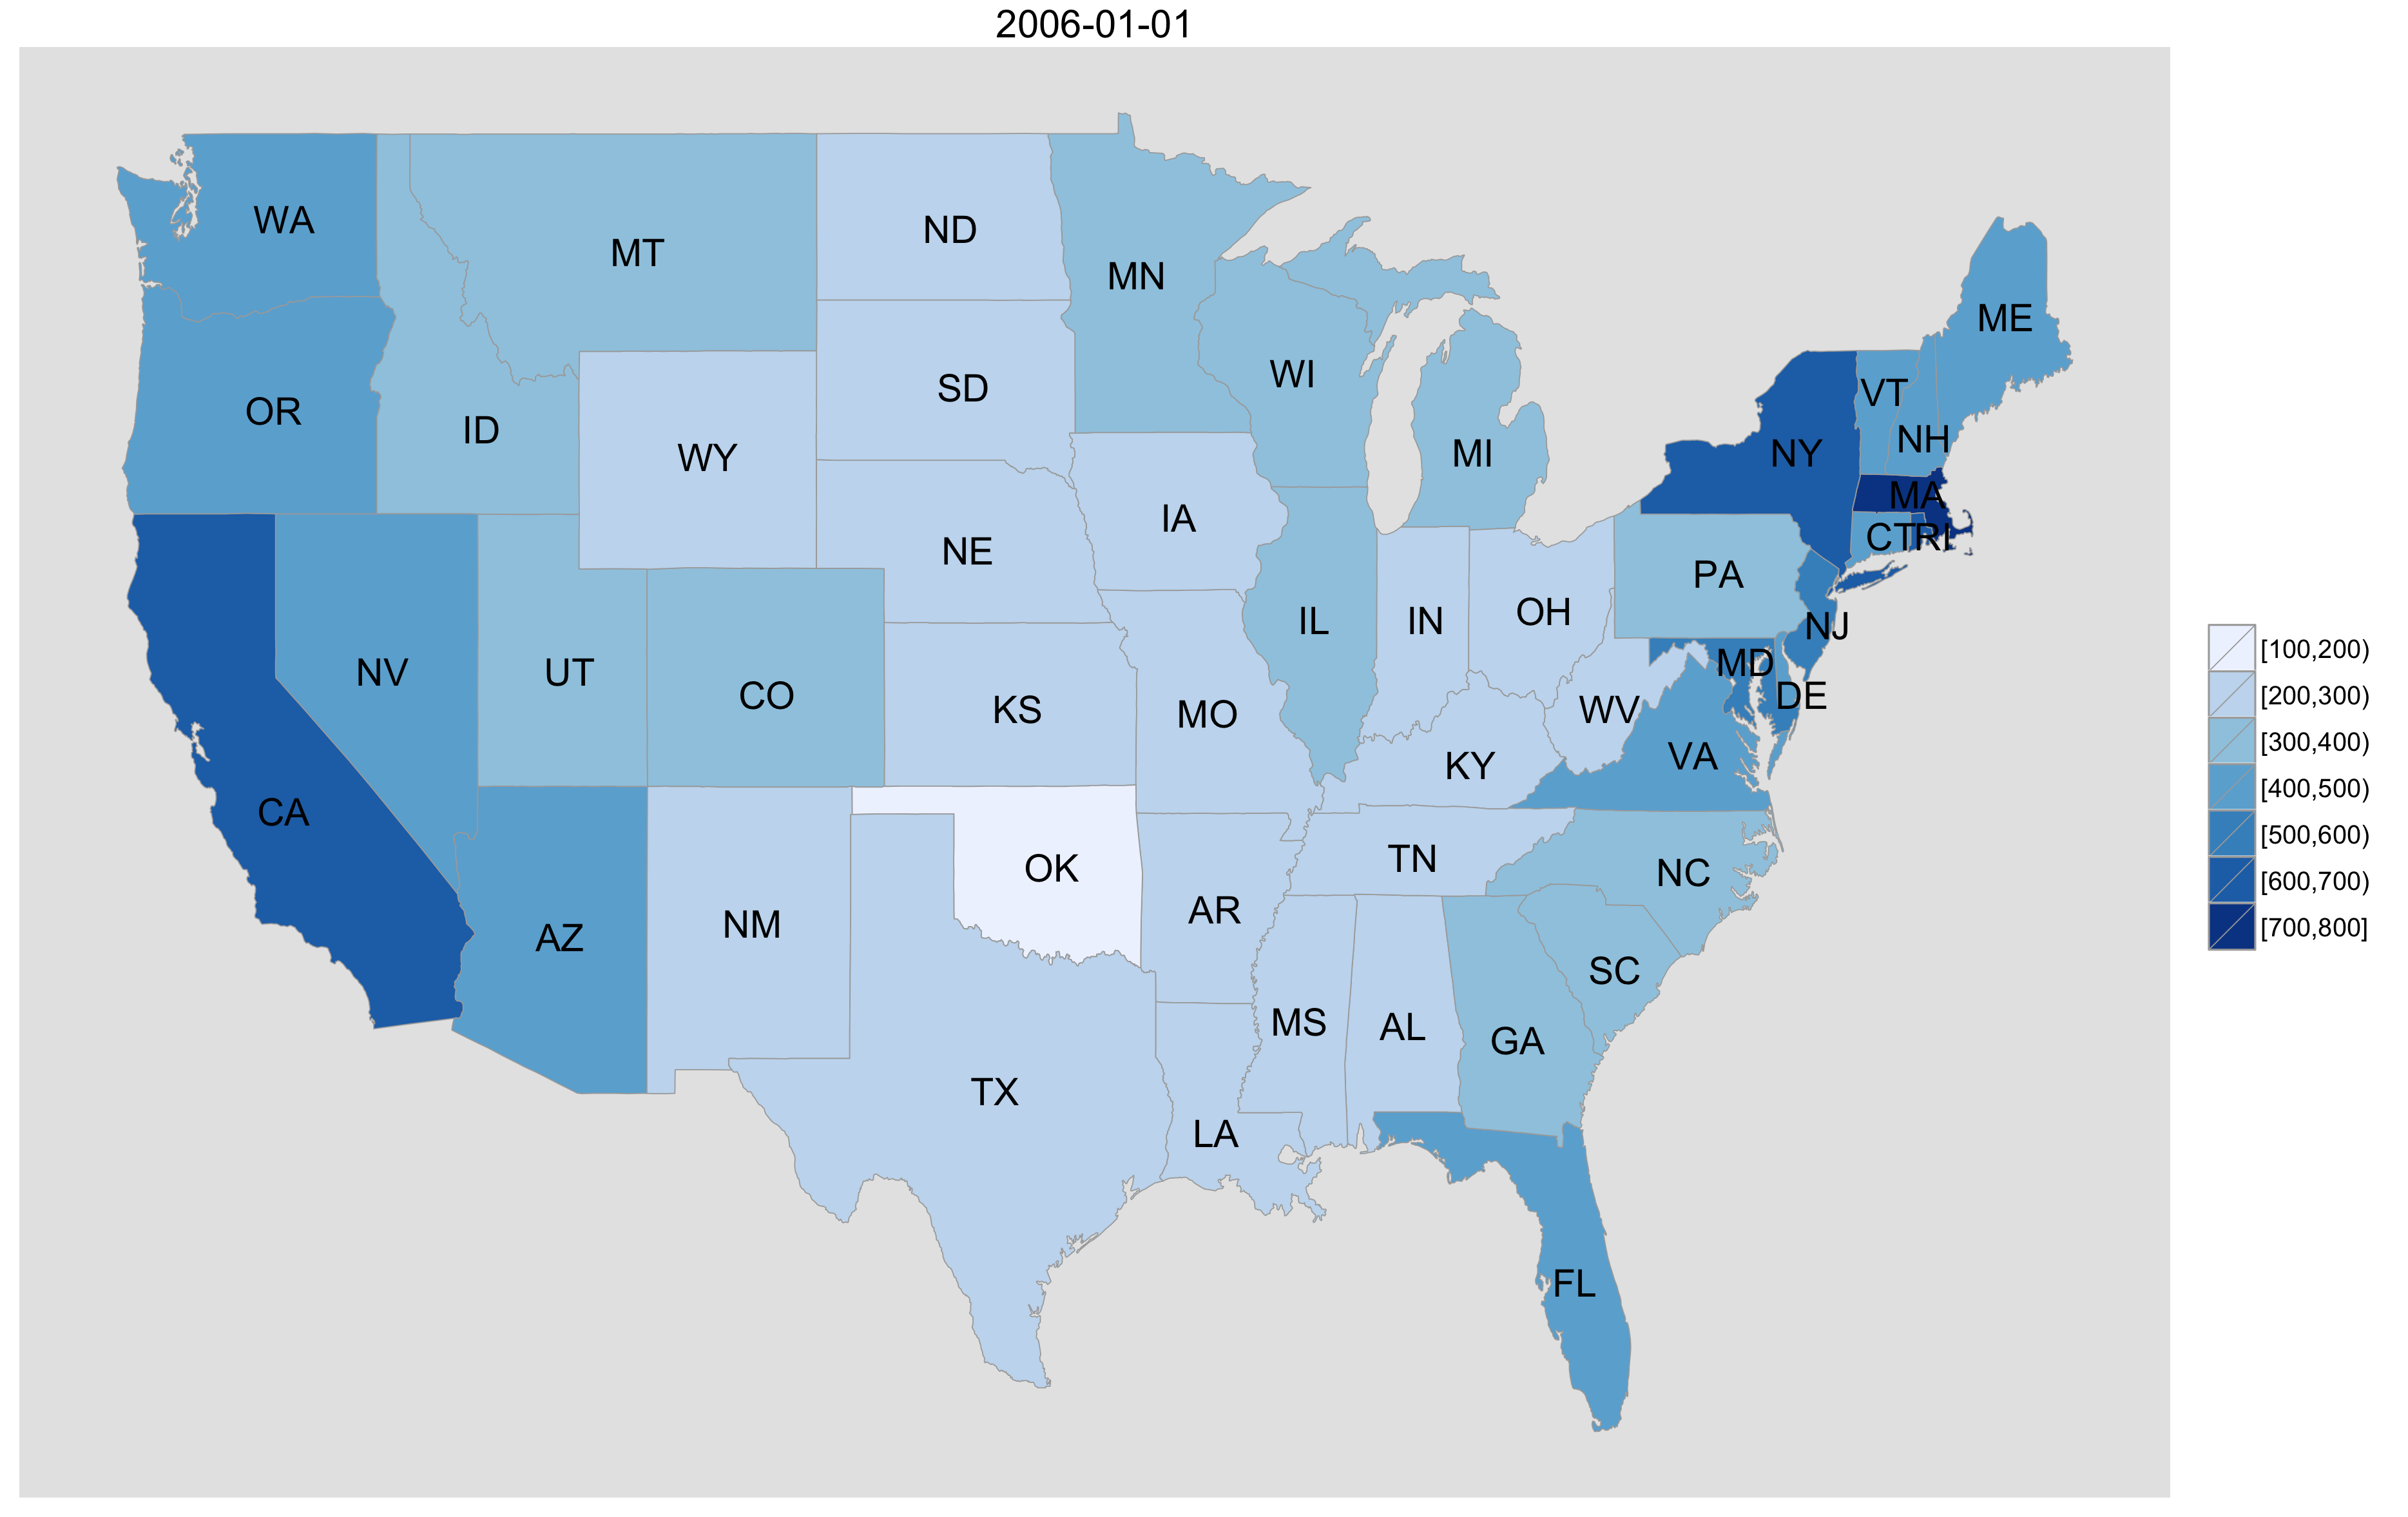 2006-01-01
WA
MT
ND
MN
ME
OR
ID
WY
SD
WI
MI
NY
VT
NH
MA
CT
RI
NE
IA
PA
NJ
NV
UT
CO
KS
MO
IL
IN
OH
WV
MD
DE
VA
KY
CA
AZ
NM
OK
AR
TN
NC
SC
TX
LA
MS
AL
GA
FL
[100,200)
[200,300)
[300,400)
[400,500)
[500,600)
[600,700)
[700,800]